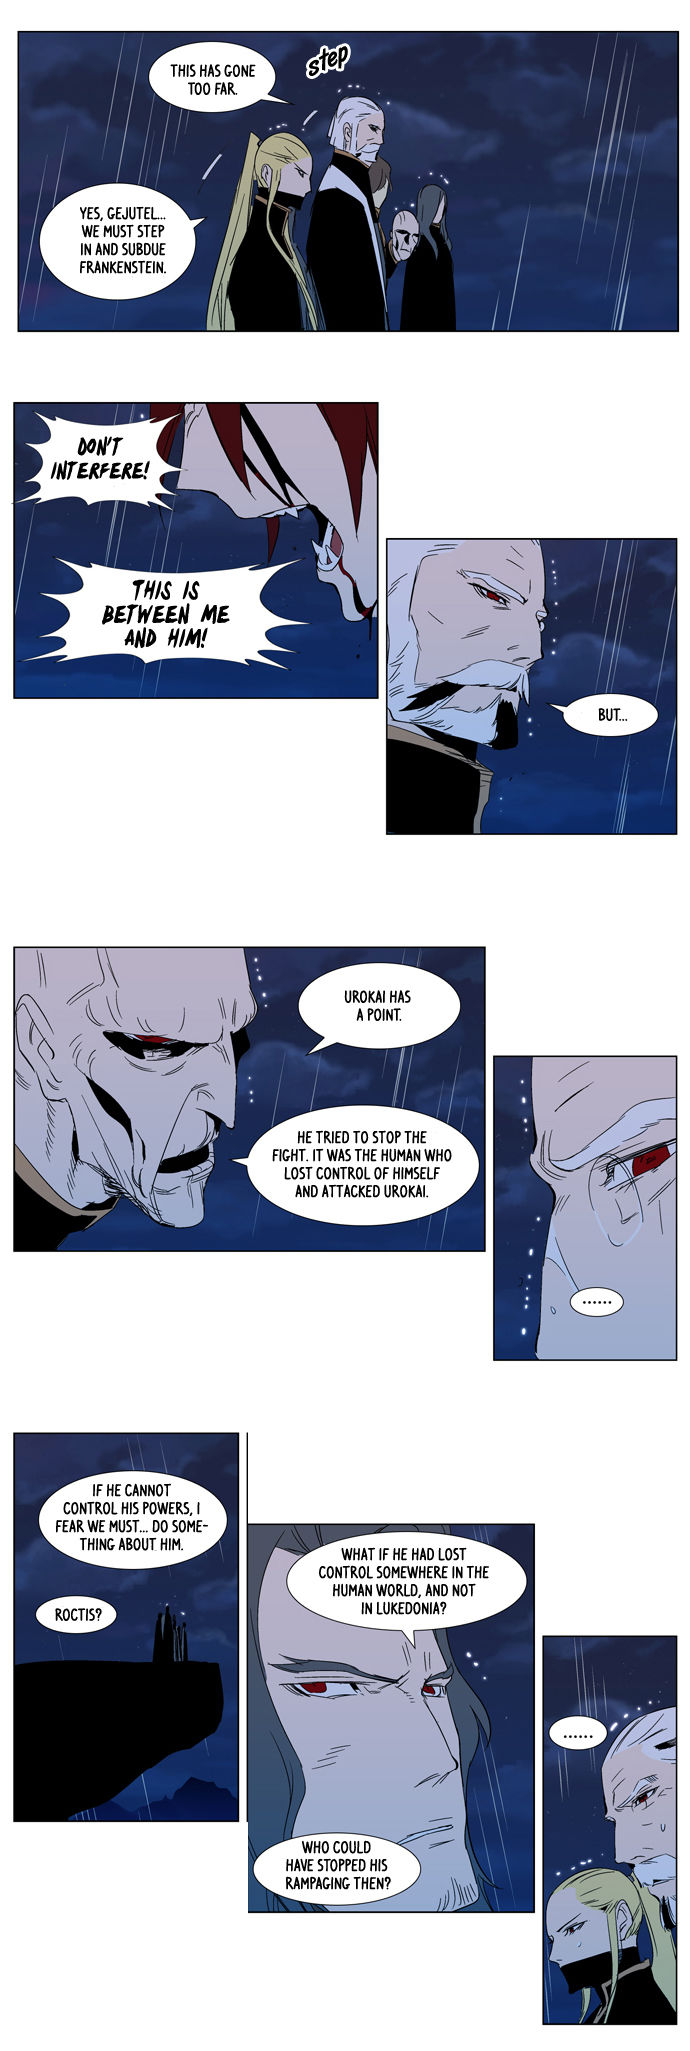 THIS HAS GONE
TOO FAR.
step
YES, GEJUTEL...
WE MUST STEP
IN AND SUBDUE
FRANKENSTEIN.
DON'T
INTERFERE!
THIS IS
BETWEEN ME
AND HIM!
BUT...
UROKAI HAS
A POINT.
HE TRIED TO STOP THE
FIGHT. IT WAS THE HUMAN WHO
LOST CONTROL OF HIMSELF
AND ATTACKED UROKAI.
......
IF HE CANNOT
CONTROL HIS POWERS, I
FEAR WE MUST... DO SOME-
THING ABOUT HIM.
ROCTIS?
WHAT IF HE HAD LOST
CONTROL SOMEWHERE IN THE
HUMAN WORLD, AND NOT
IN LUKEDONIA?
WHO COULD
HAVE STOPPED HIS
RAMPAGING THEN?
......